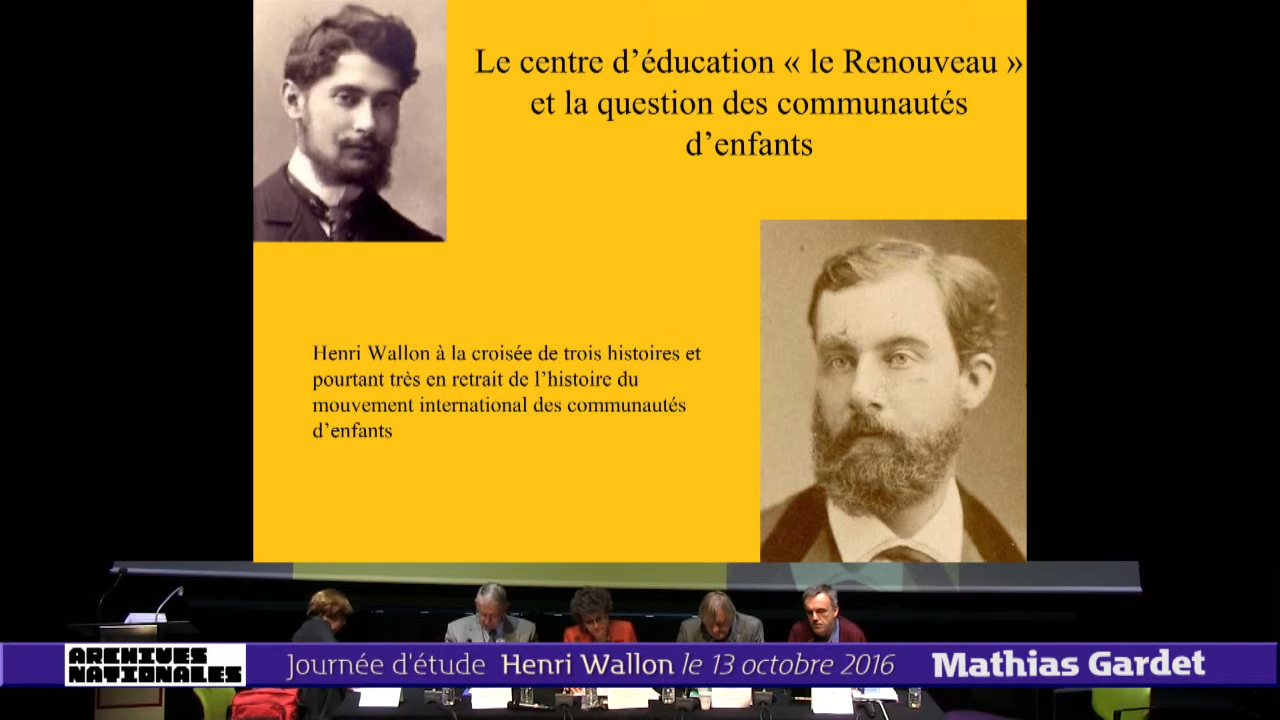 Le centre d’éducation « le Renouveau »
et la question des communautés
d’enfants
Henri Wallon à la croisée de trois histoires et
pourtant très en retrait de l’histoire du
mouvement international des communautés
d’enfants
ARCHIVES
NATIONALES
Journée d'étude Henri Wallon le 13 octobre 2016 Mathias Gardet